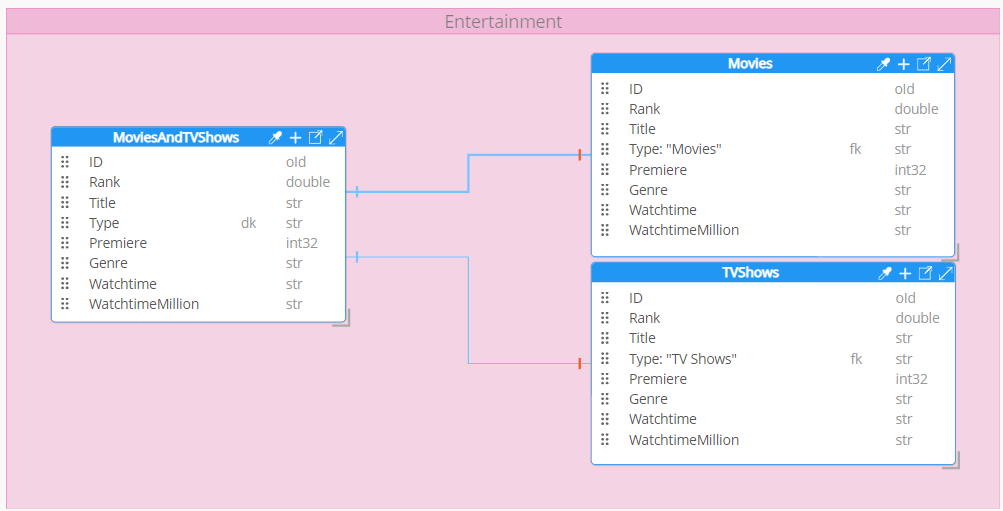 Entertainment
MoviesAndTVShows
ID oId
Rank double
Title str
Type dk str
Premiere int32
Genre str
Watchtime str
WatchtimeMillion str
Movies
ID oId
Rank double
Title str
Type: "Movies" fk str
Premiere int32
Genre str
Watchtime str
WatchtimeMillion str
TVShows
ID oId
Rank double
Title str
Type: "TV Shows" fk str
Premiere int32
Genre str
Watchtime str
WatchtimeMillion str